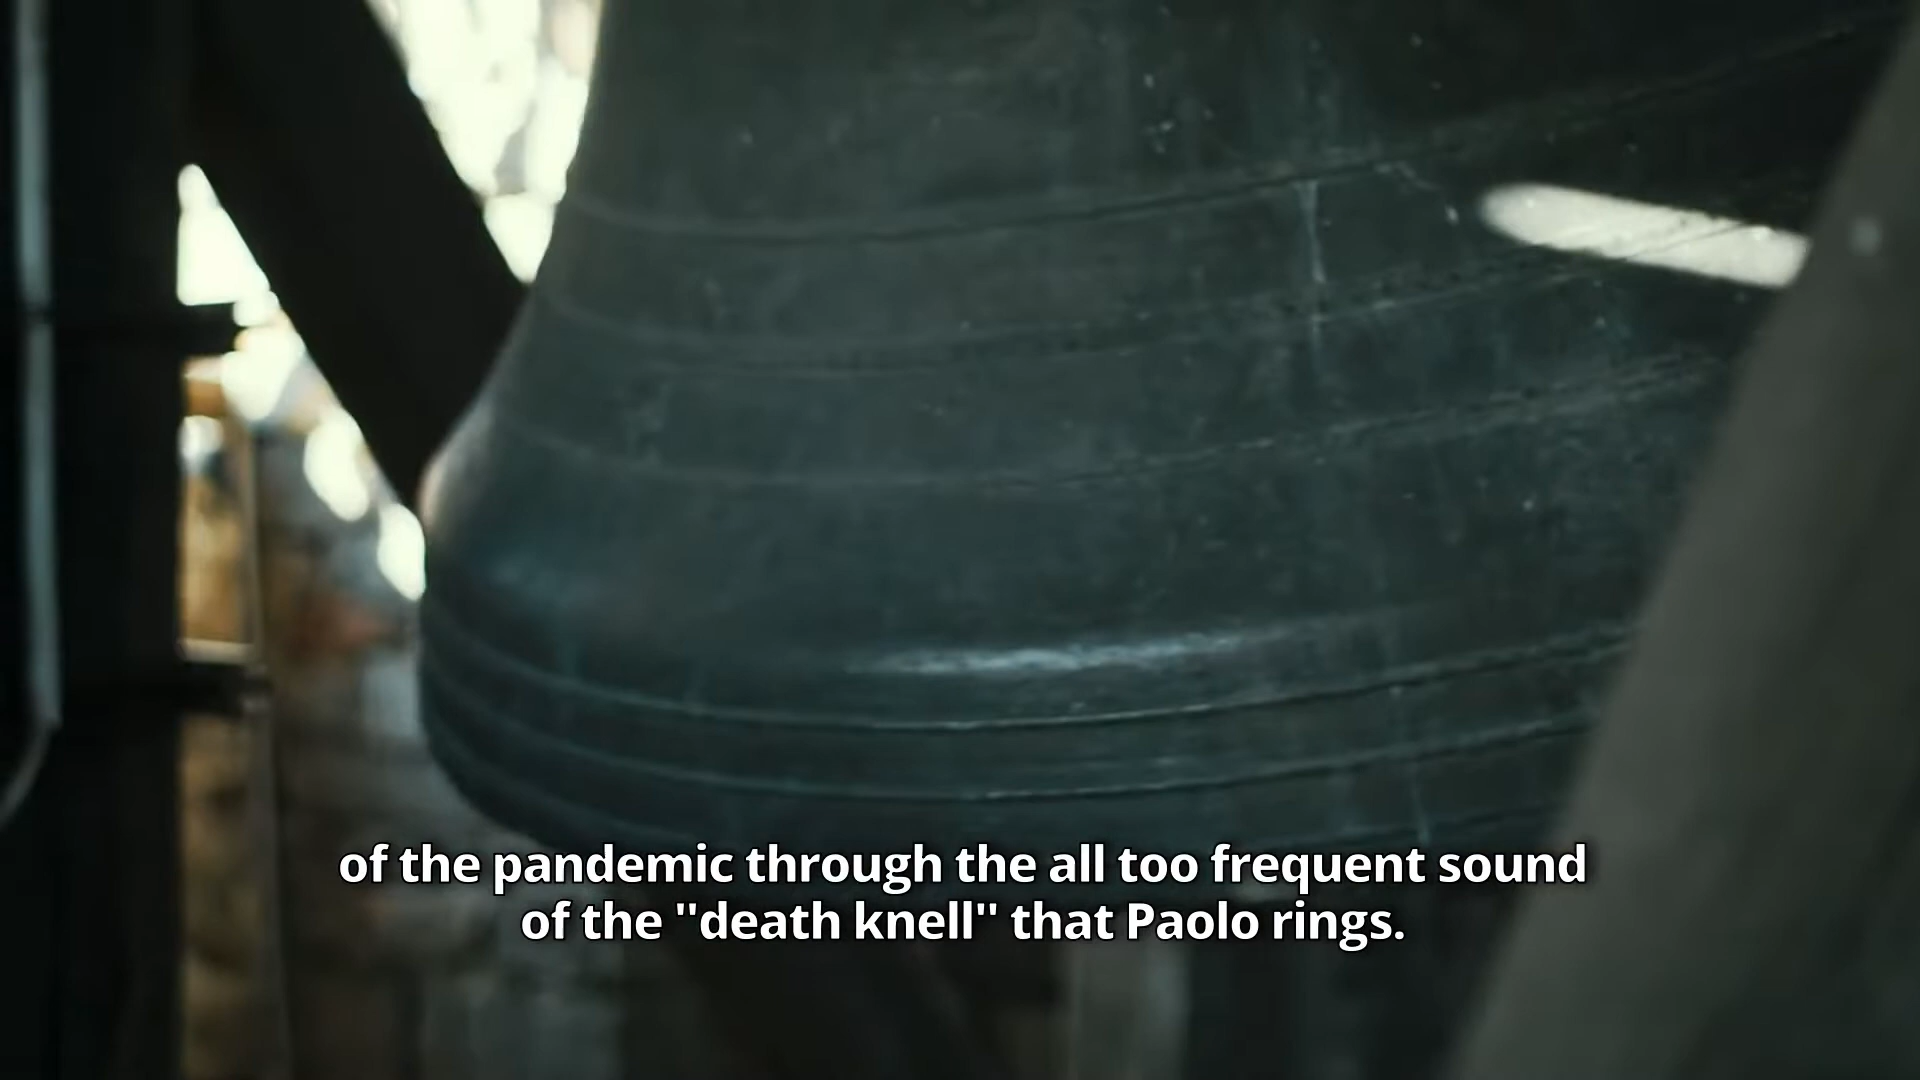 of the pandemic through the all too frequent sound
of the "death knell" that Paolo rings.